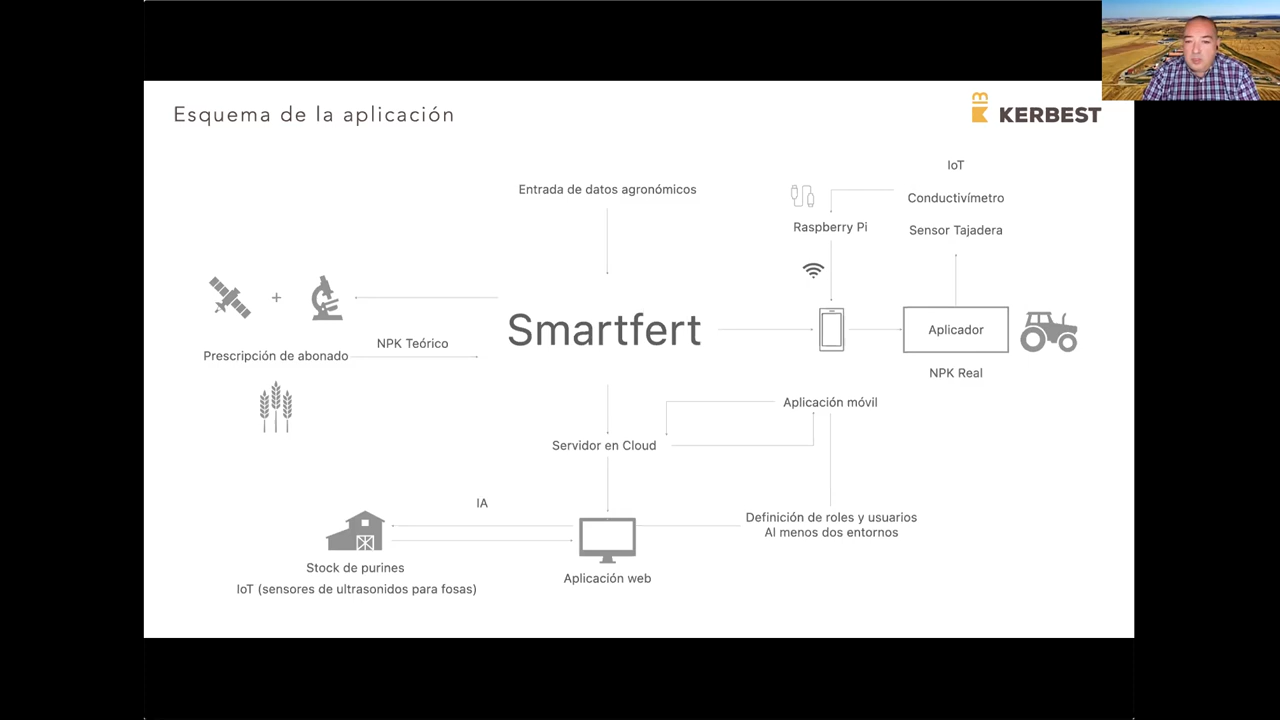 Esquema de la aplicación
KERBEST
IoT
Entrada de datos agronómicos
Conductivímetro
Raspberry Pi
Sensor Tajadera
+
Smartfert
Aplicador
NPK Teórico
Prescripción de abonado
NPK Real
Aplicación móvil
Servidor en Cloud
IA
Definición de roles y usuarios
Al menos dos entornos
Stock de purines
Aplicación web
IoT (sensores de ultrasonidos para fosas)